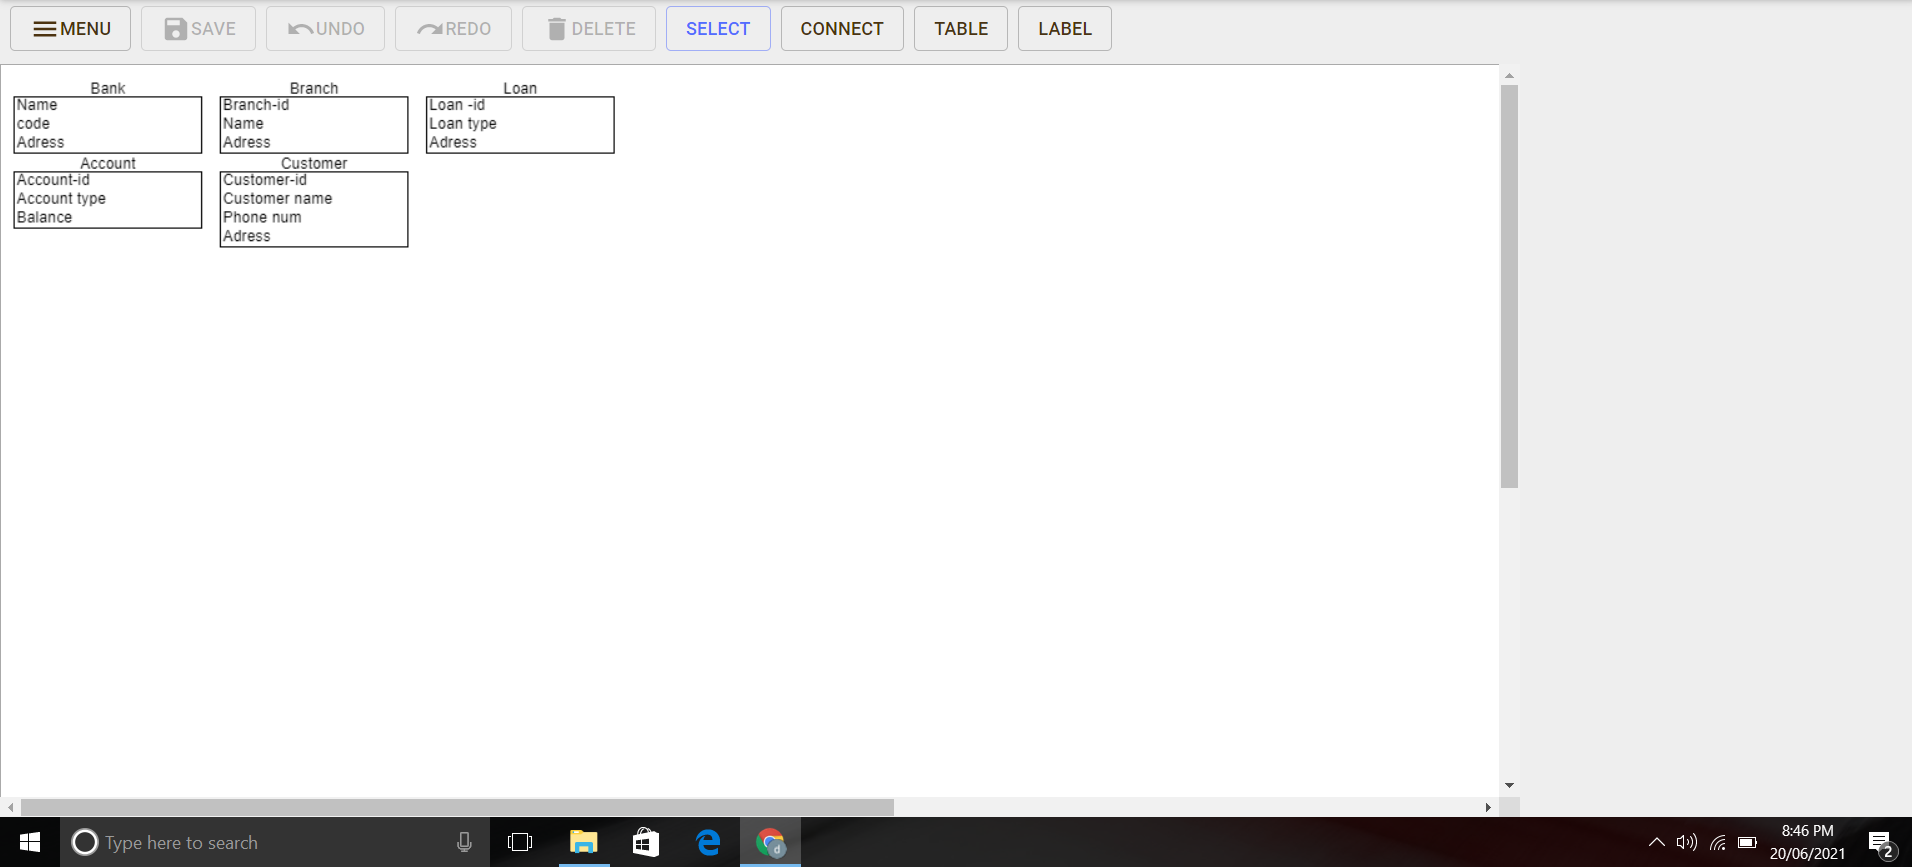 MENU SAVE UNDO REDO DELETE SELECT CONNECT TABLE LABEL
Bank
Name
code
Adress
Branch
Branch-id
Name
Adress
Loan
Loan -id
Loan type
Adress
Account
Account-id
Account type
Balance
Customer
Customer-id
Customer name
Phone num
Adress
Type here to search
8:46 PM
20/06/2021
2